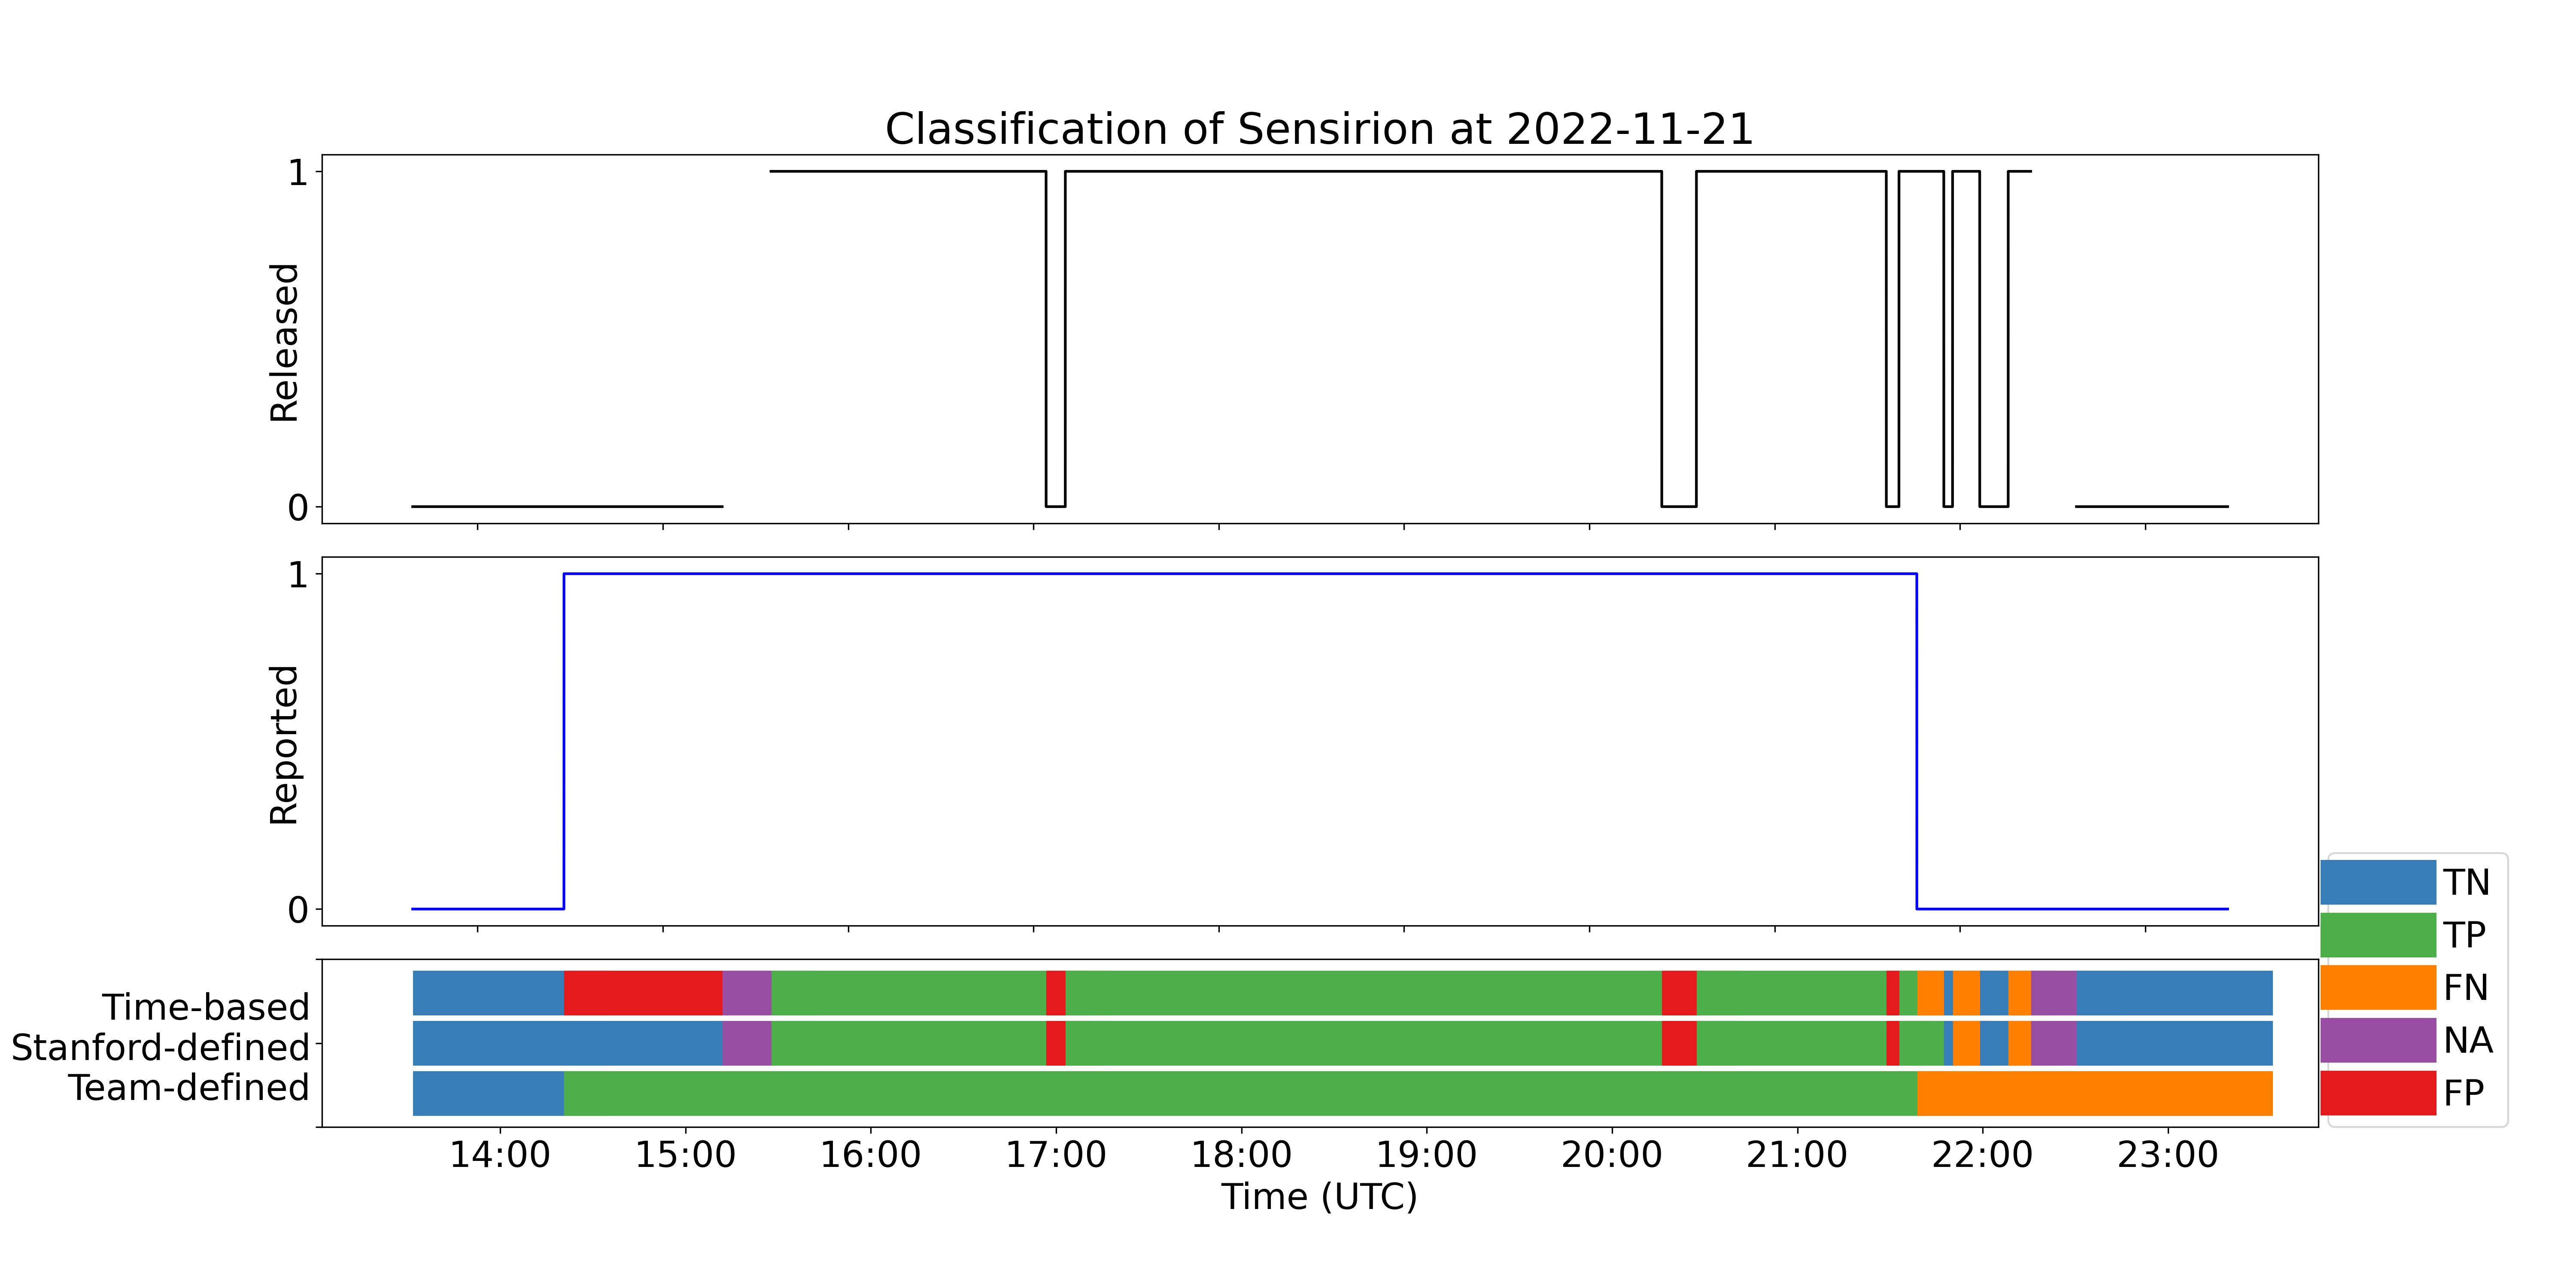 Classification of Sensirion at 2022-11-21
1
Released
0
1
Reported
0
TN
TP
FN
NA
FP
Time-based
Stanford-defined
Team-defined
14:00 15:00 16:00 17:00 18:00 19:00 20:00 21:00 22:00 23:00
Time (UTC)